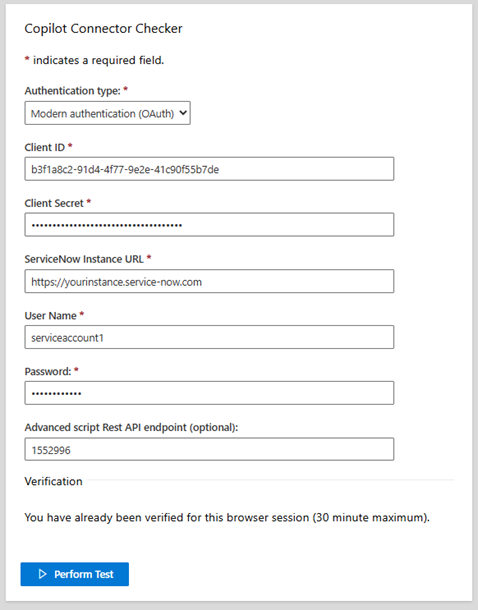 Copilot Connector Checker
* indicates a required field.
Authentication type: *
Modern authentication (OAuth)
Client ID *
b3f1a8c2-91d4-4f77-9e2e-41c90f55b7de
Client Secret *
••••••••••••••••••••••••••••••••••••
ServiceNow Instance URL *
https://yourinstance.service-now.com
User Name *
serviceaccount1
Password: *
••••••••••••
Advanced script Rest API endpoint (optional):
1552996
Verification
You have already been verified for this browser session (30 minute maximum).
Perform Test